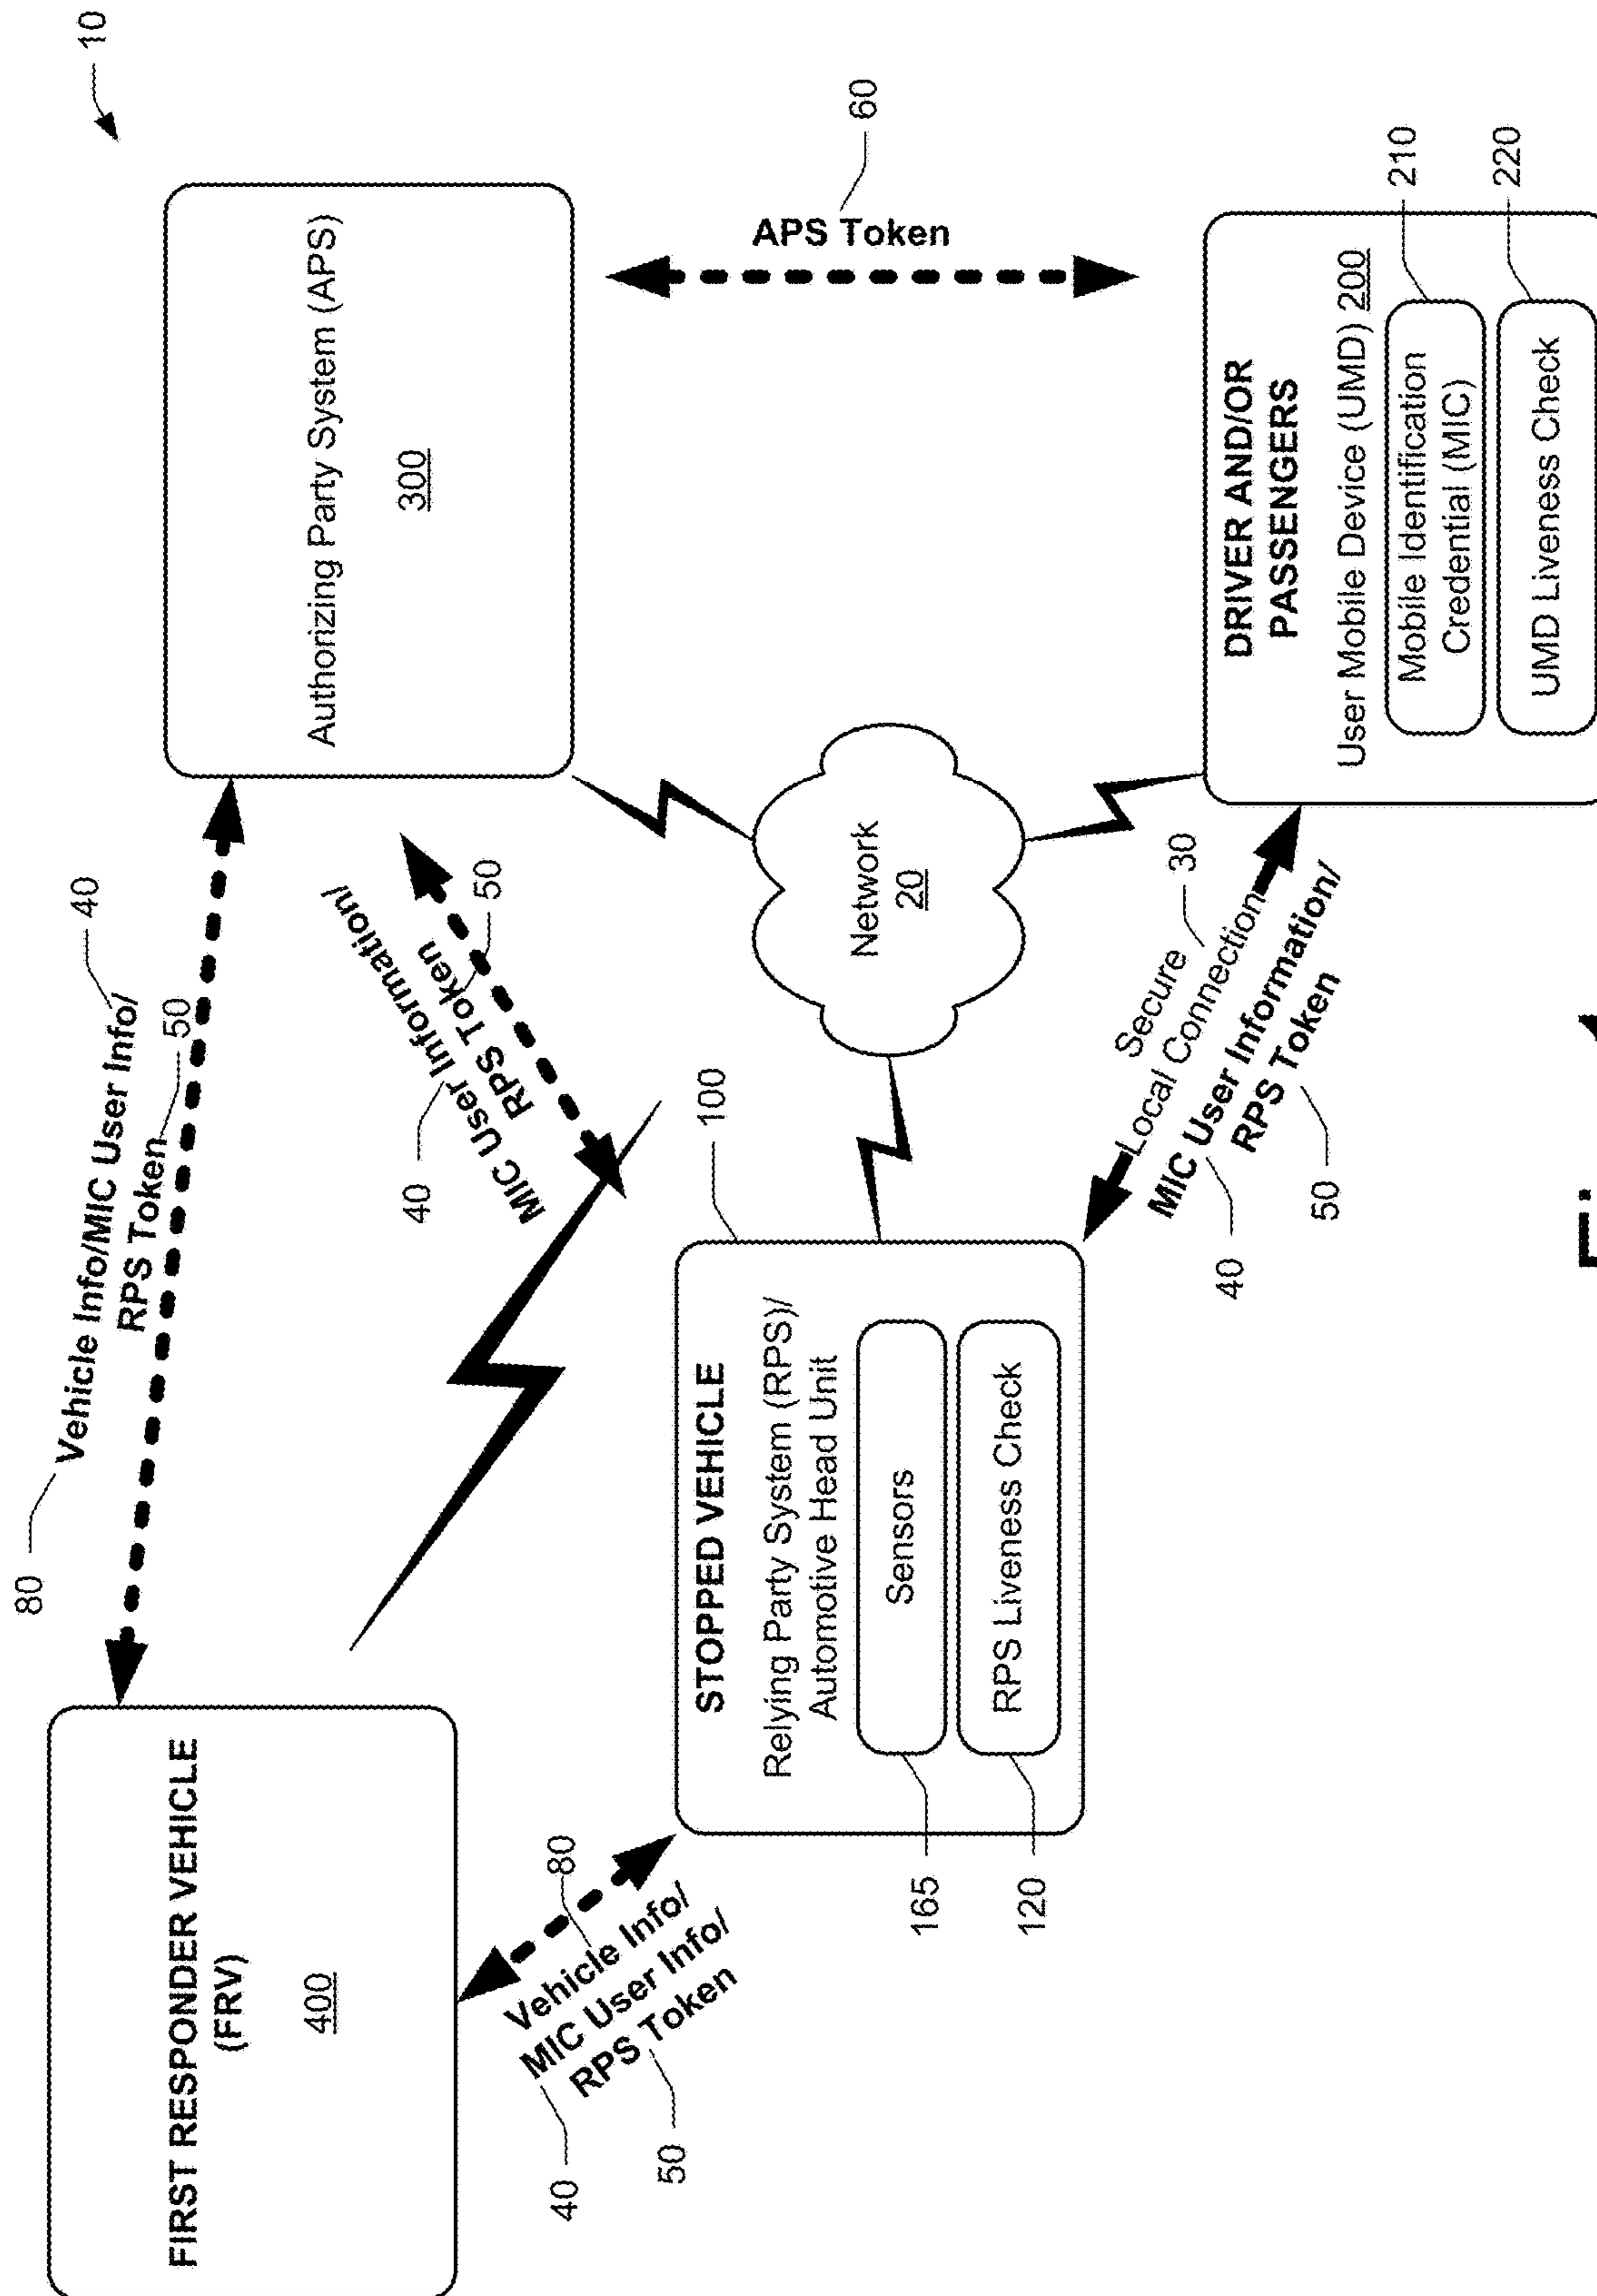 10
FIRST RESPONDER VEHICLE
(FRV)
400
80
Vehicle Info/MIC User Info/
40
RPS Token
50
Authorizing Party System (APS)
300
40
MIC User Information/
RPS Token
50
Vehicle Info/
80
MIC User Info/
40
RPS Token
50
Network
20
APS Token
60
100
STOPPED VEHICLE
Relying Party System (RPS)/
Automotive Head Unit
Sensors
165
RPS Liveness Check
120
Secure
30
Local Connection
MIC User Information/
40
RPS Token
50
DRIVER AND/OR
PASSENGERS
User Mobile Device (UMD) 200
Mobile Identification
Credential (MIC)
210
UMD Liveness Check
220